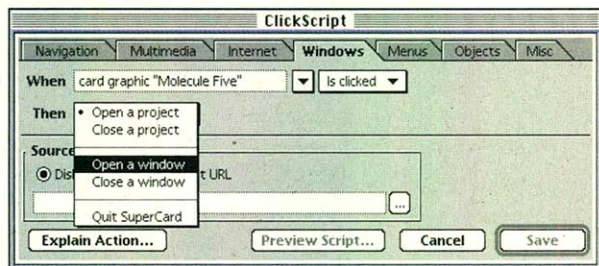 ClickScript
Navigation Multimedia Internet Windows Menus Objects Misc
When card graphic "Molecule Five" Is clicked
Then • Open a project
Close a project
Open a window
Close a window
Quit SuperCard
Source
URL
...
Explain Action... Preview Script... Cancel Save